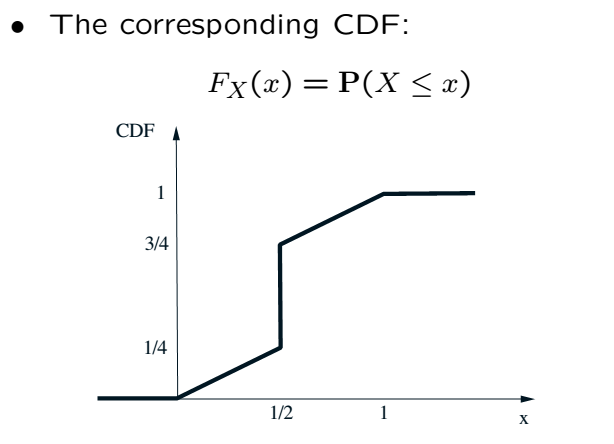 • The corresponding CDF:
F_X(x) = P(X ≤ x)
CDF
1
3/4
1/4
1/2 1
x